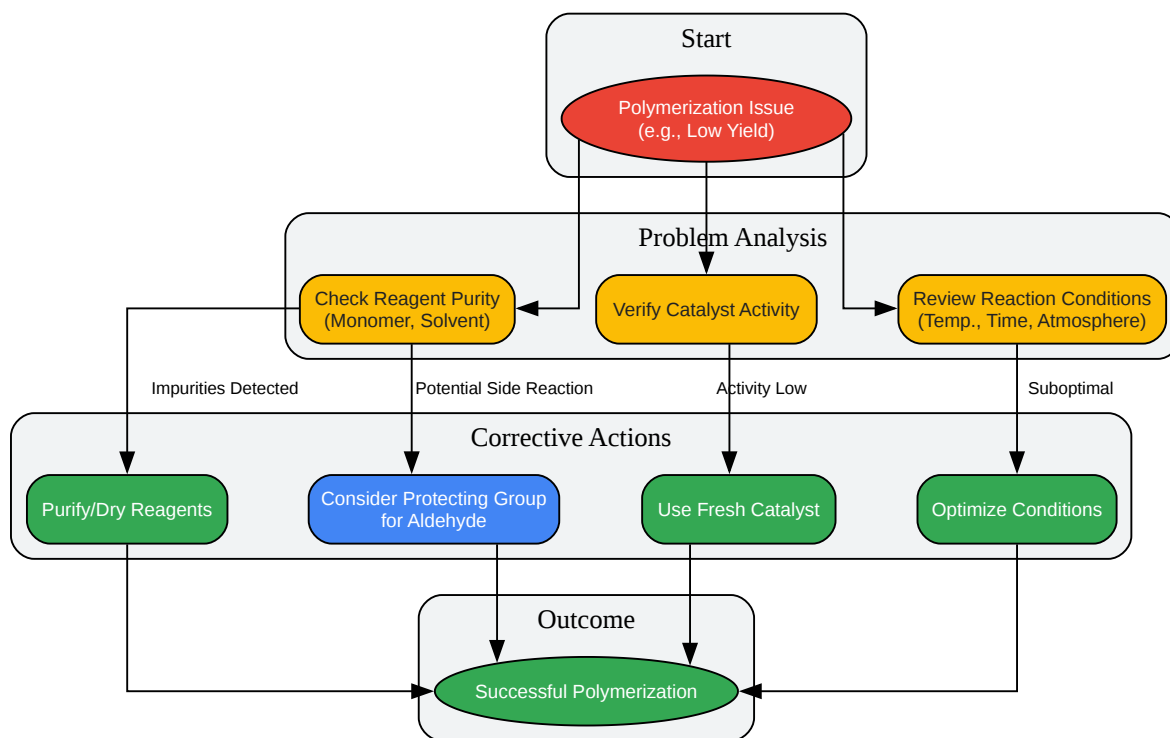 Start
Polymerization Issue
(e.g., Low Yield)
Problem Analysis
Check Reagent Purity
(Monomer, Solvent)
Verify Catalyst Activity
Review Reaction Conditions
(Temp., Time, Atmosphere)
Impurities Detected
Potential Side Reaction
Activity Low
Suboptimal
Corrective Actions
Purify/Dry Reagents
Consider Protecting Group
for Aldehyde
Use Fresh Catalyst
Optimize Conditions
Outcome
Successful Polymerization